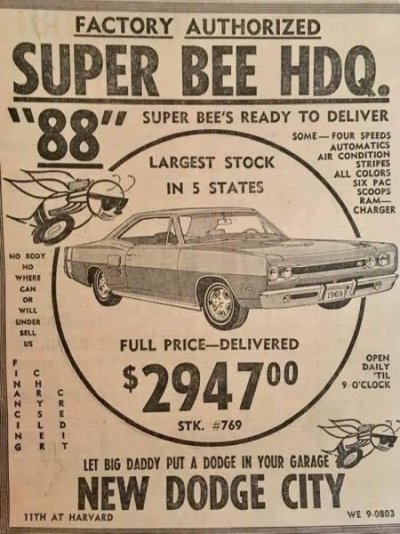 FACTORY AUTHORIZED
SUPER BEE HDQ.
"88" SUPER BEE'S READY TO DELIVER
SOME—FOUR SPEEDS
AUTOMATICS
AIR CONDITION
STRIPES
ALL COLORS
SIX PAC
SCOOPS
RAM—
CHARGER
LARGEST STOCK
IN 5 STATES
NO BODY
NO
WHERE
CAN
OR
WILL
UNDER
SELL
US
1969
FULL PRICE—DELIVERED
$2947 00
STK. #769
FINANCING
CHRYSLER
CREDIT
OPEN
DAILY
'TIL
9 O'CLOCK
LET BIG DADDY PUT A DODGE IN YOUR GARAGE
NEW DODGE CITY
11TH AT HARVARD
WE 9-0803